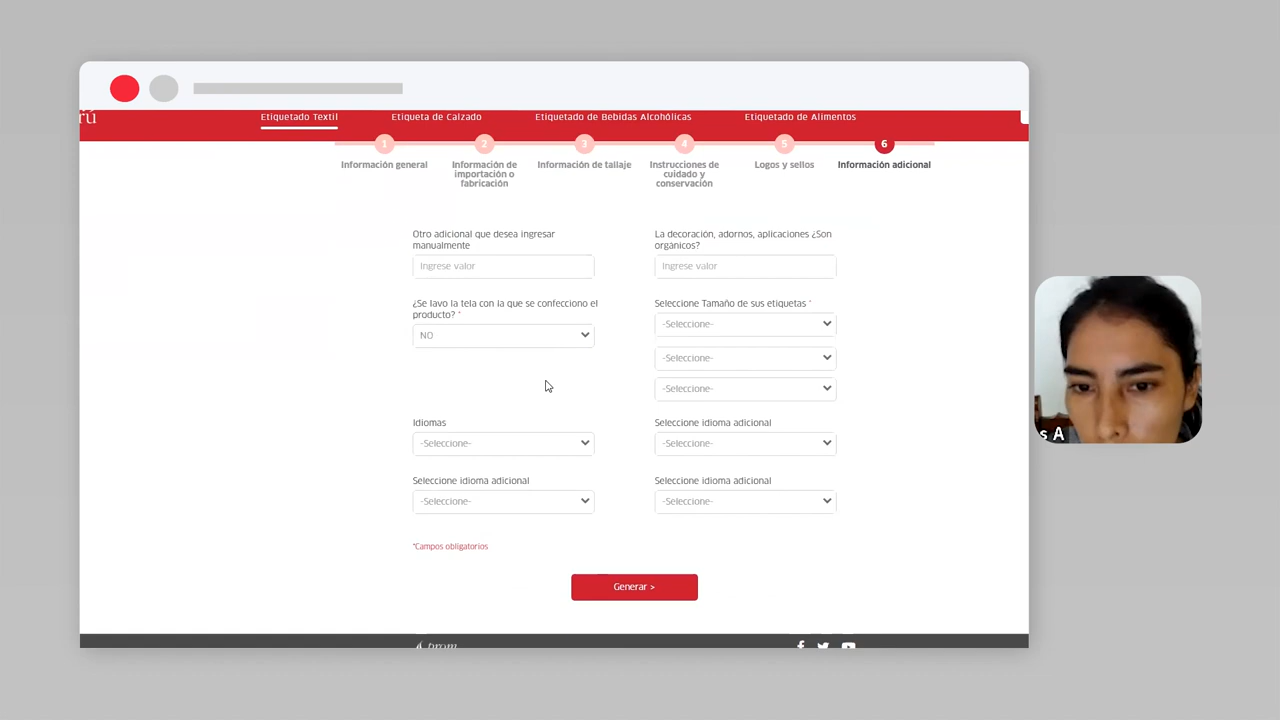 rú
Etiquetado Textil
Etiqueta de Calzado
Etiquetado de Bebidas Alcohólicas
Etiquetado de Alimentos
1
2
3
4
5
6
Información general
Información de
importación o
fabricación
Información de tallaje
Instrucciones de
cuidado y
conservación
Logos y sellos
Información adicional
Otro adicional que desea ingresar
manualmente
Ingrese valor
La decoración, adornos, aplicaciones ¿Son
orgánicos?
Ingrese valor
¿Se lavo la tela con la que se confecciono el
producto? *
NO
Seleccione Tamaño de sus etiquetas *
-Seleccione-
-Seleccione-
-Seleccione-
Idiomas
-Seleccione-
Seleccione idioma adicional
-Seleccione-
Seleccione idioma adicional
-Seleccione-
Seleccione idioma adicional
-Seleccione-
*Campos obligatorios
Generar >
prom
s A